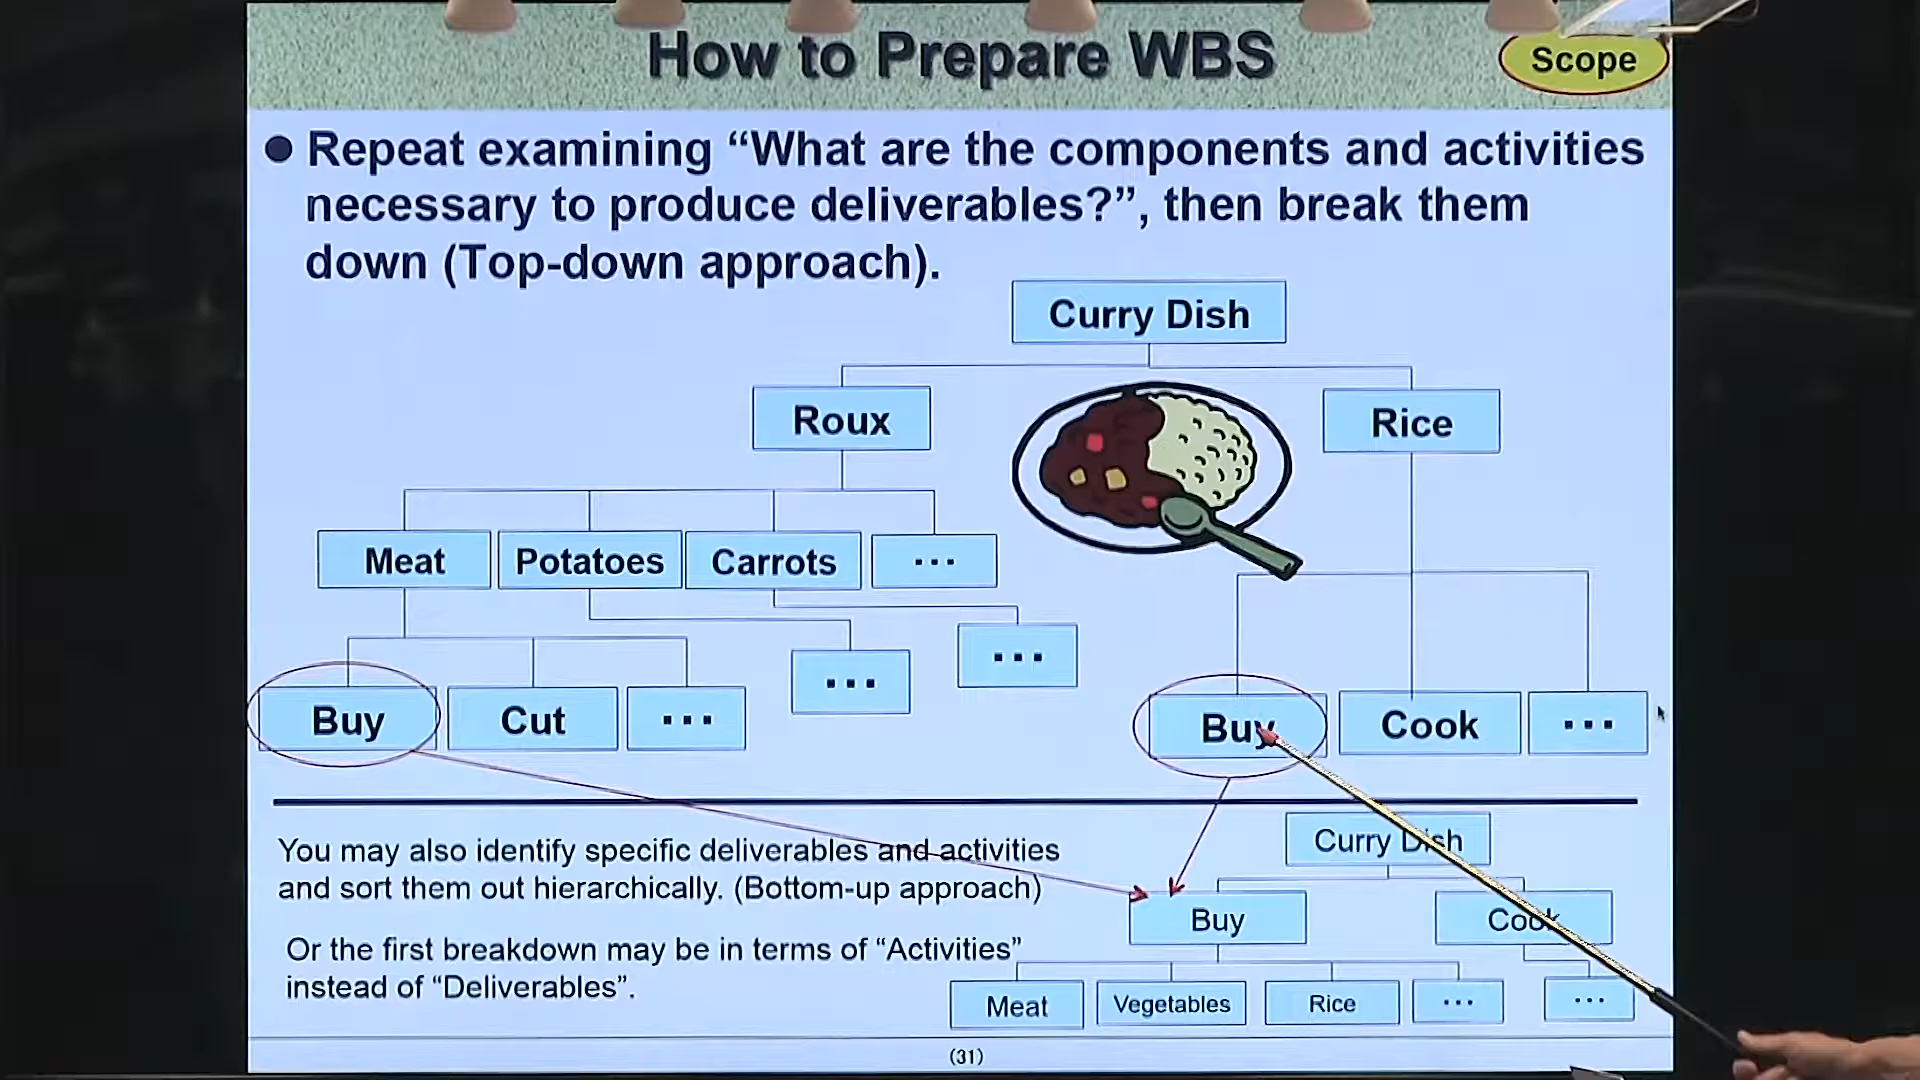 How to Prepare WBS
Scope
● Repeat examining “What are the components and activities
necessary to produce deliverables?”, then break them
down (Top-down approach).
Curry Dish
Roux
Rice
Meat
Potatoes
Carrots
...
...
...
Buy
Cut
...
Buy
Cook
...
You may also identify specific deliverables and activities
and sort them out hierarchically. (Bottom-up approach)
Or the first breakdown may be in terms of “Activities”
instead of “Deliverables”.
Curry Dish
Buy
Cook
Meat
Vegetables
Rice
...
...
(31)